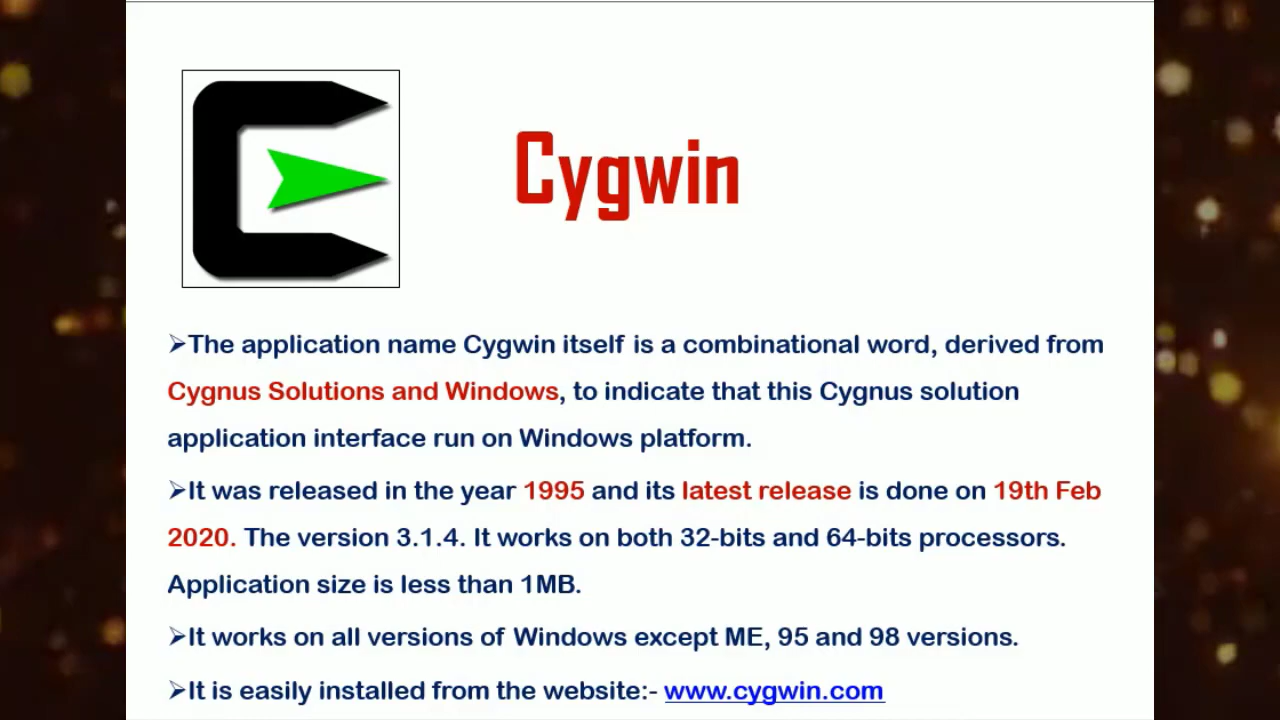 Cygwin
➢The application name Cygwin itself is a combinational word, derived from
Cygnus Solutions and Windows, to indicate that this Cygnus solution
application interface run on Windows platform.
➢It was released in the year 1995 and its latest release is done on 19th Feb
2020. The version 3.1.4. It works on both 32-bits and 64-bits processors.
Application size is less than 1MB.
➢It works on all versions of Windows except ME, 95 and 98 versions.
➢It is easily installed from the website:- www.cygwin.com